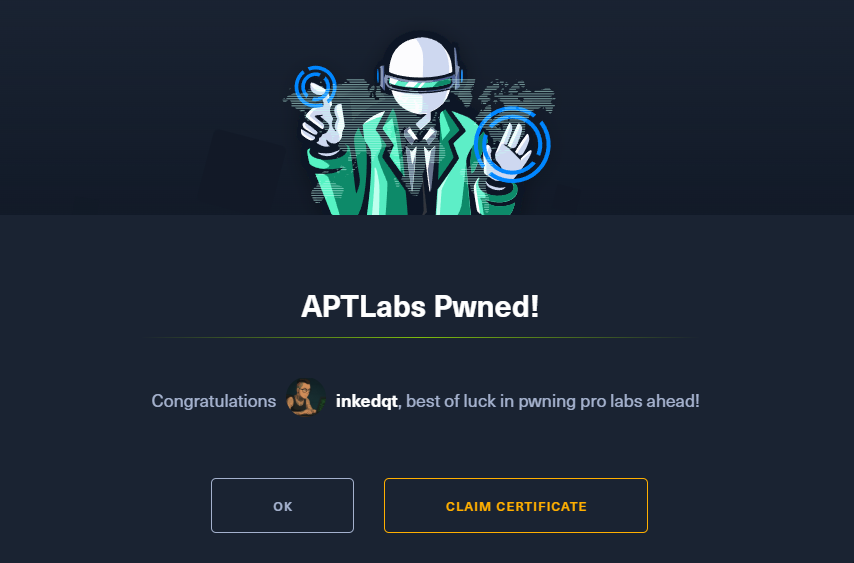 APTLabs Pwned!
Congratulations inkedqt, best of luck in pwning pro labs ahead!
OK CLAIM CERTIFICATE